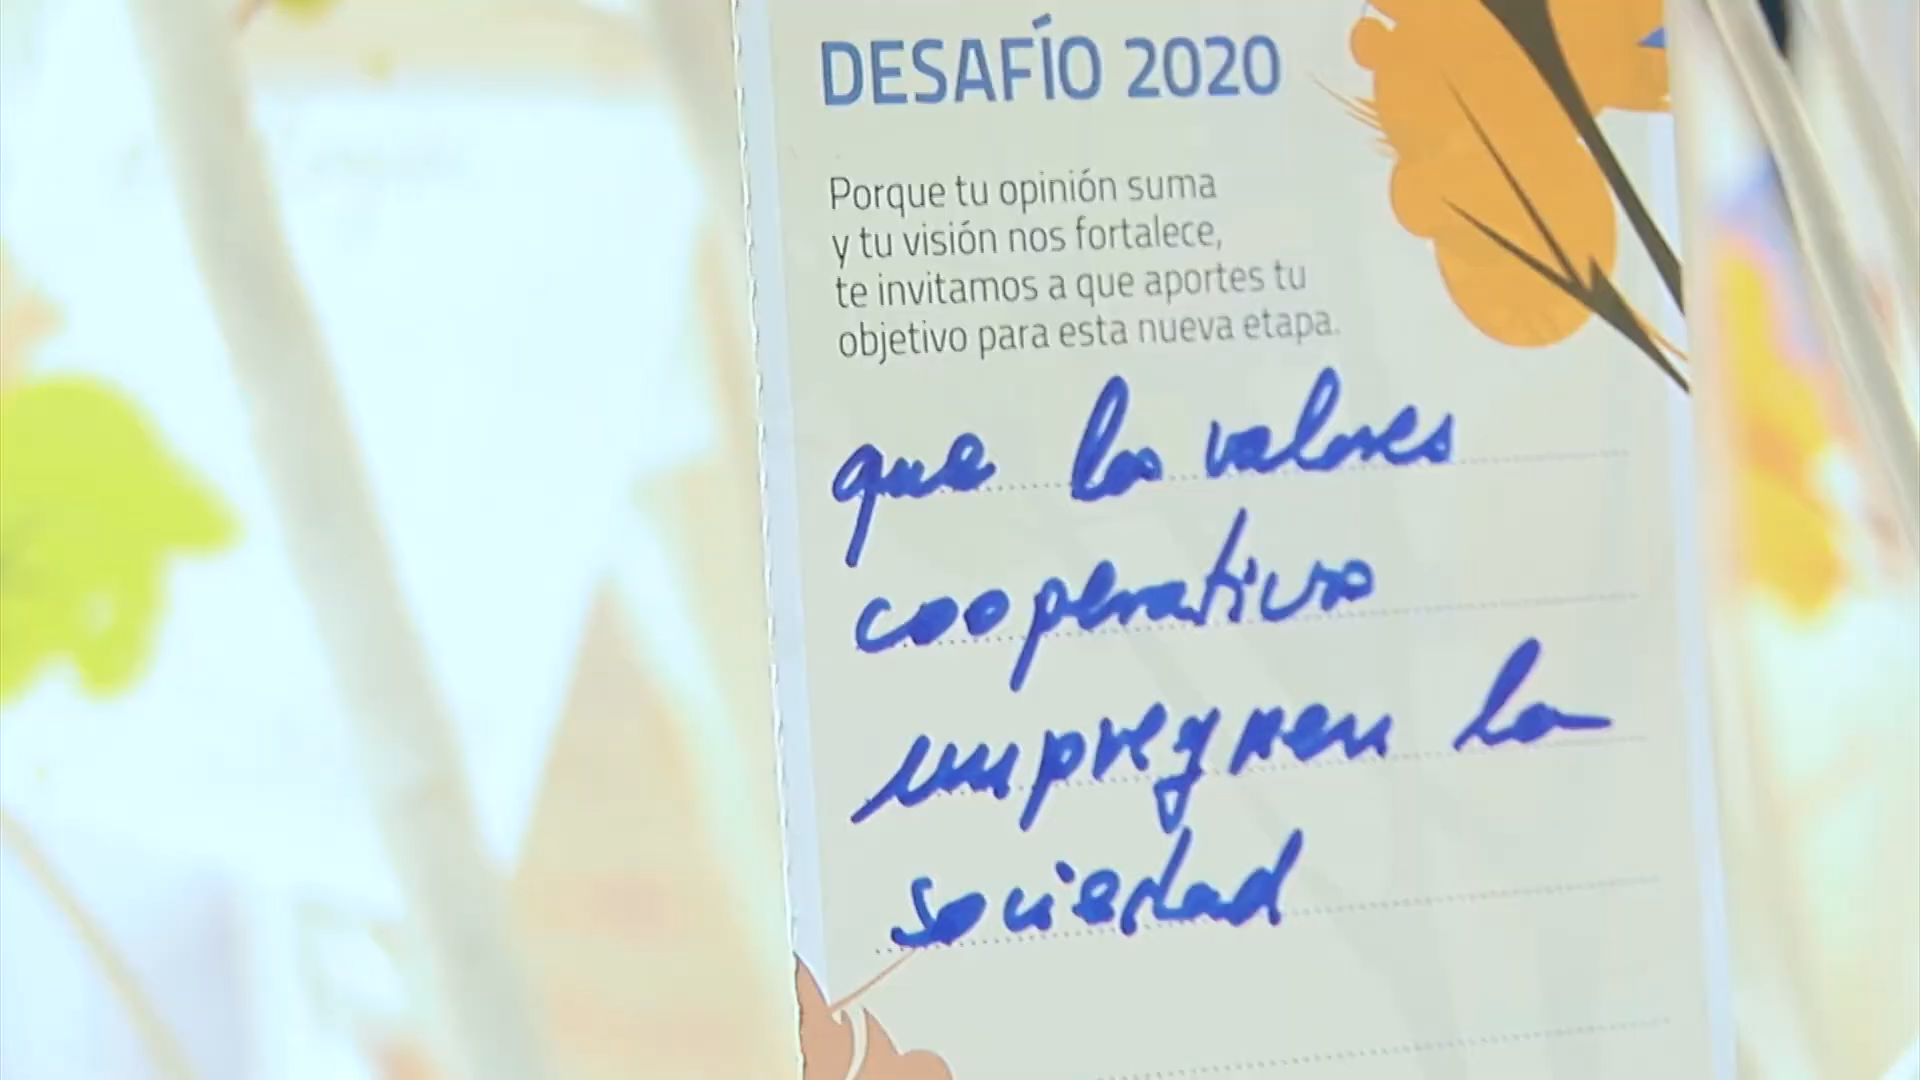 DESAFÍO 2020
Porque tu opinión suma
y tu visión nos fortalece,
te invitamos a que aportes tu
objetivo para esta nueva etapa.
que los valores
cooperativos
impregnen la
sociedad